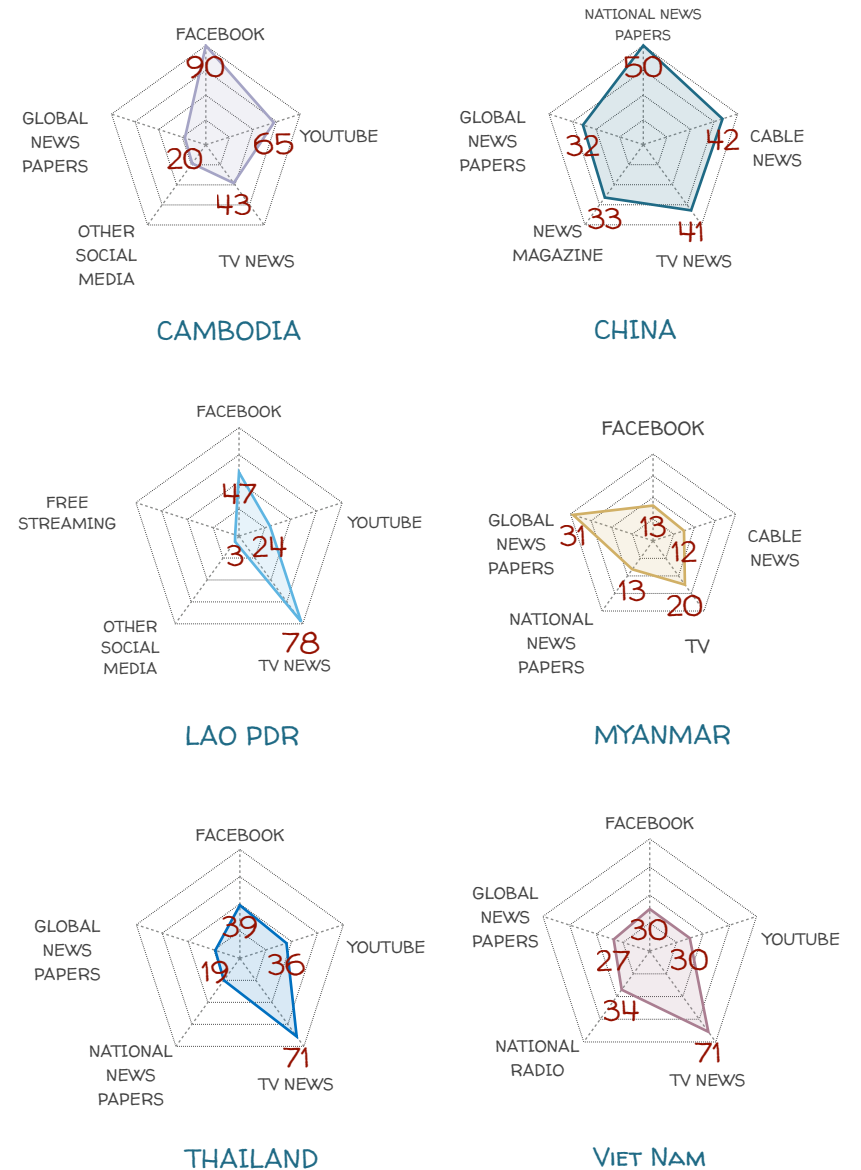 FACEBOOK
90
GLOBAL
NEWS
PAPERS
65
YOUTUBE
20
43
OTHER
SOCIAL
MEDIA
TV NEWS
CAMBODIA
NATIONAL NEWS
PAPERS
50
GLOBAL
NEWS
PAPERS
32
42
CABLE
NEWS
33
41
NEWS
MAGAZINE
TV NEWS
CHINA
FACEBOOK
47
FREE
STREAMING
YOUTUBE
3
24
OTHER
SOCIAL
MEDIA
78
TV NEWS
LAO PDR
FACEBOOK
13
GLOBAL
NEWS
PAPERS
31
12
CABLE
NEWS
13
20
NATIONAL
NEWS
PAPERS
TV
MYANMAR
FACEBOOK
39
GLOBAL
NEWS
PAPERS
YOUTUBE
19
36
NATIONAL
NEWS
PAPERS
71
TV NEWS
THAILAND
FACEBOOK
30
GLOBAL
NEWS
PAPERS
YOUTUBE
27
30
34
NATIONAL
RADIO
71
TV NEWS
VIET NAM